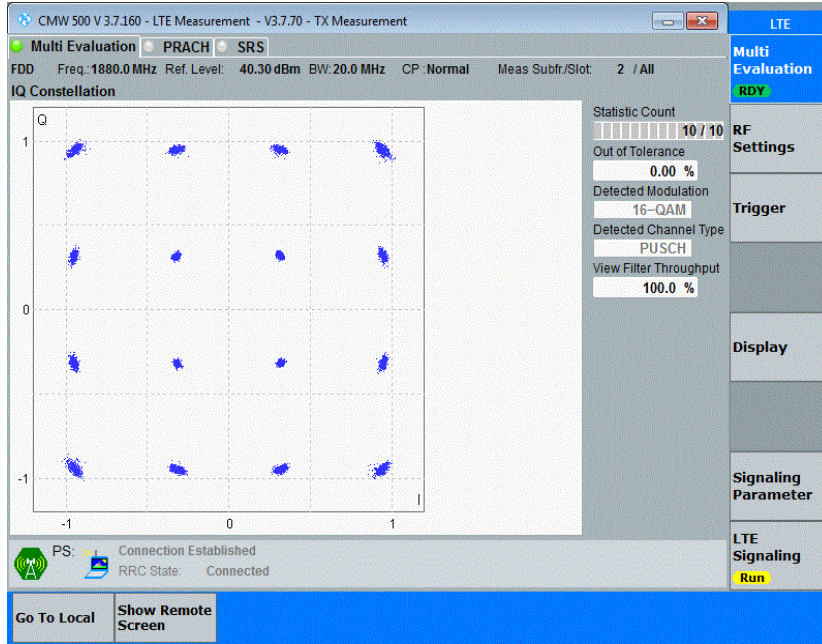 CMW 500 V 3.7.160 - LTE Measurement - V3.7.70 - TX Measurement
LTE
Multi Evaluation PRACH SRS
Multi
Evaluation
RDY
FDD Freq.:1880.0 MHz Ref. Level: 40.30 dBm BW:20.0 MHz CP :Normal Meas Subfr./Slot: 2 / All
IQ Constellation
Q
1
0
-1
I
-1 0 1
Statistic Count
10 / 10
Out of Tolerance
0.00 %
Detected Modulation
16-QAM
Detected Channel Type
PUSCH
View Filter Throughput
100.0 %
RF
Settings
Trigger
Display
Signaling
Parameter
LTE
Signaling
Run
PS: Connection Established
RRC State: Connected
Go To Local
Show Remote
Screen